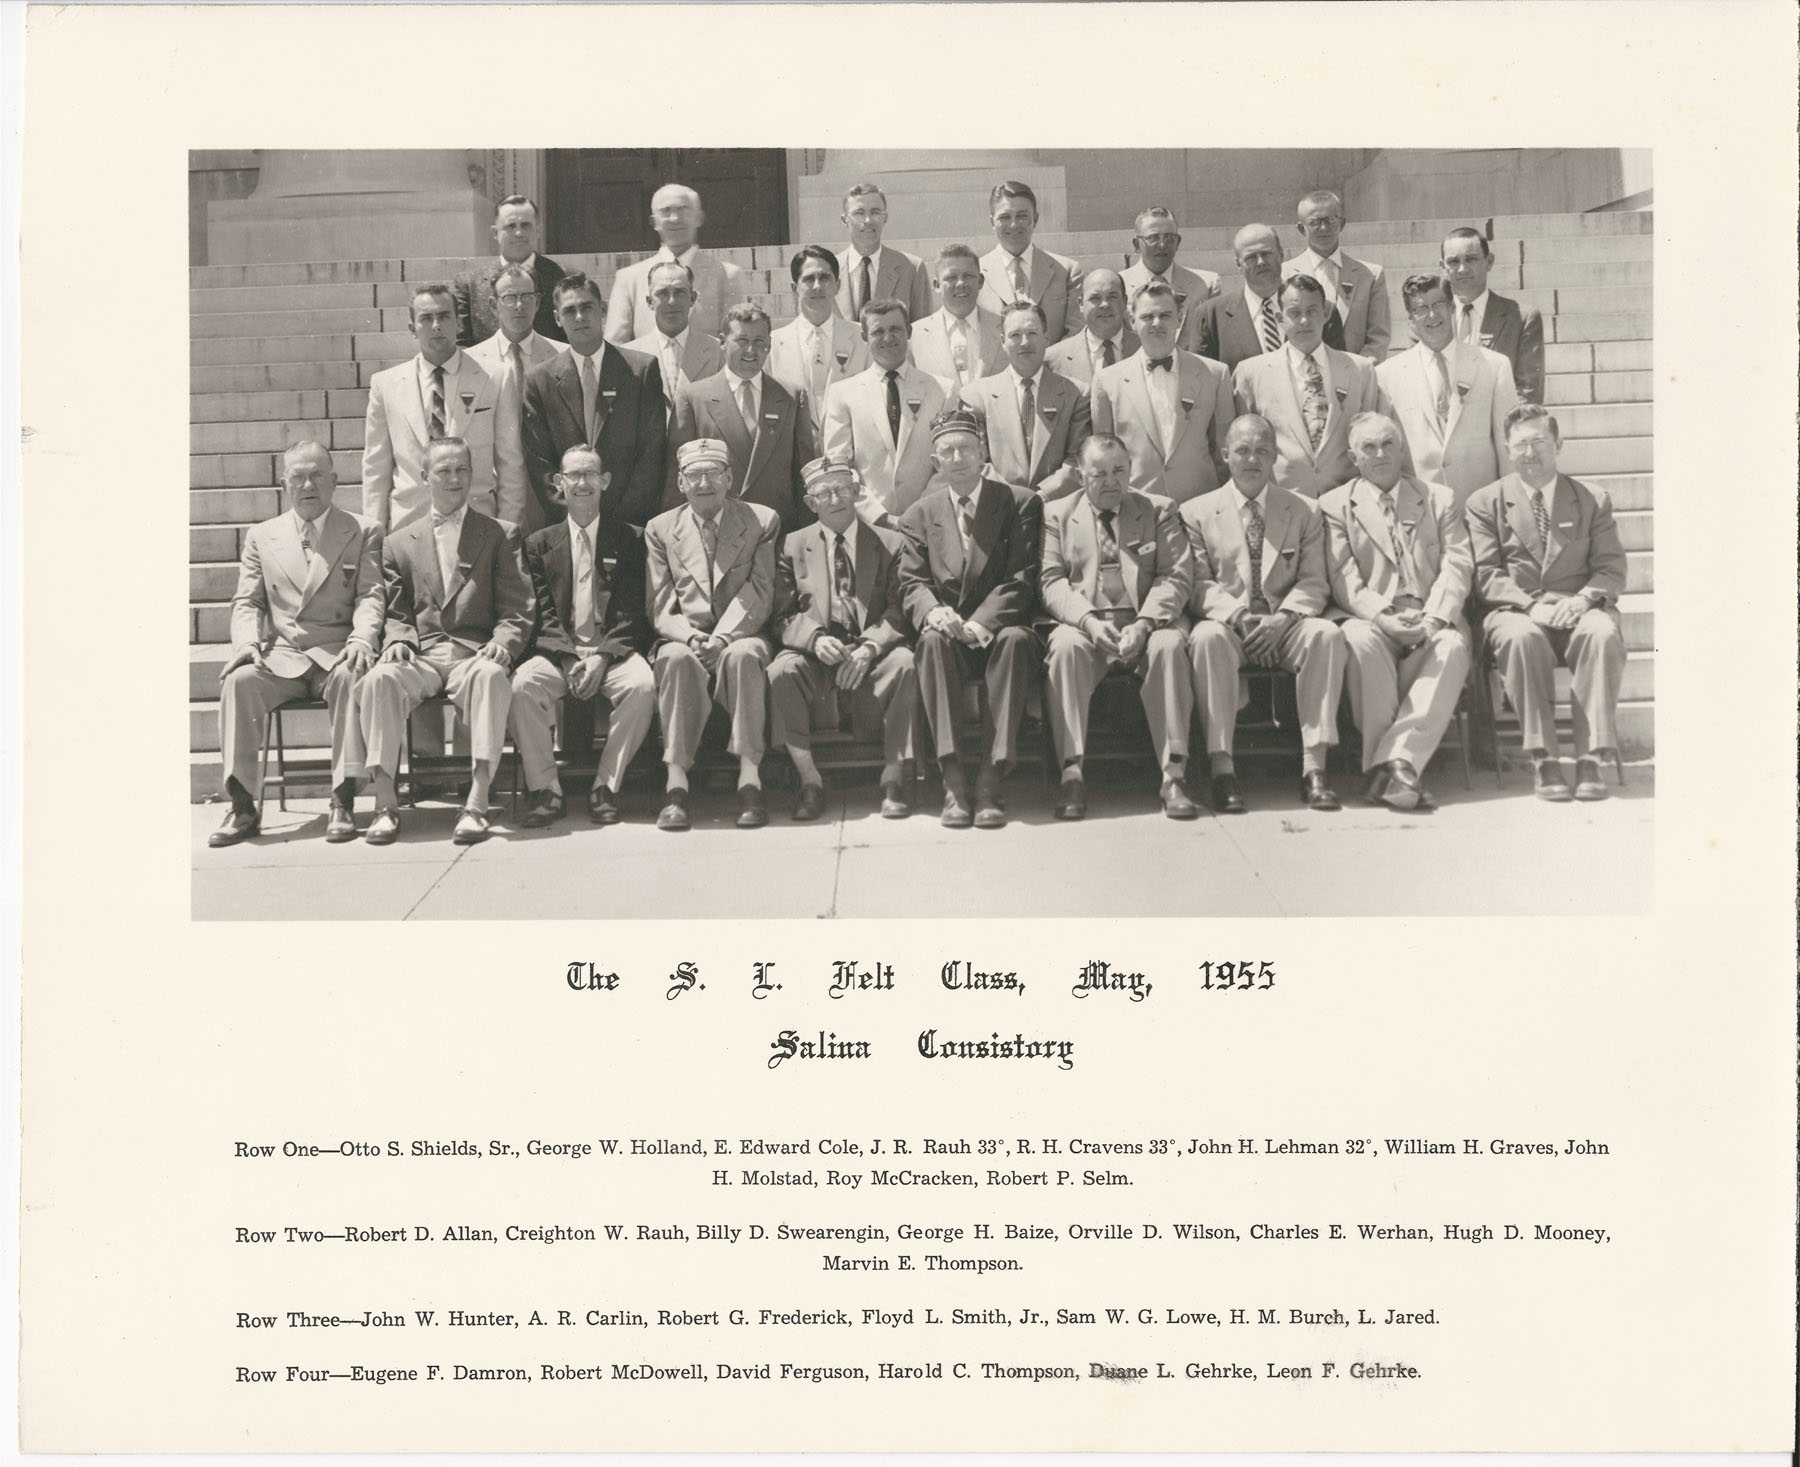 The S. L. Felt Class, May, 1955
Salina Consistory
Row One—Otto S. Shields, Sr., George W. Holland, E. Edward Cole, J. R. Rauh 33°, R. H. Cravens 33°, John H. Lehman 32°, William H. Graves, John
H. Molstad, Roy McCracken, Robert P. Selm.
Row Two—Robert D. Allan, Creighton W. Rauh, Billy D. Swearengin, George H. Baize, Orville D. Wilson, Charles E. Werhan, Hugh D. Mooney,
Marvin E. Thompson.
Row Three—John W. Hunter, A. R. Carlin, Robert G. Frederick, Floyd L. Smith, Jr., Sam W. G. Lowe, H. M. Burch, L. Jared.
Row Four—Eugene F. Damron, Robert McDowell, David Ferguson, Harold C. Thompson, Duane L. Gehrke, Leon F. Gehrke.